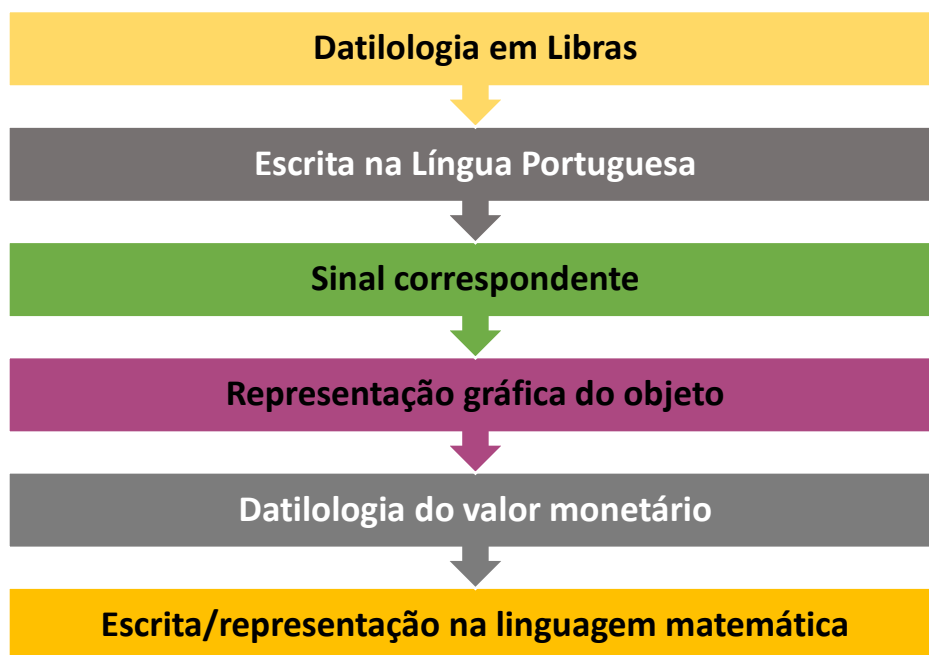 Datilologia em Libras
Escrita na Língua Portuguesa
Sinal correspondente
Representação gráfica do objeto
Datilologia do valor monetário
Escrita/representação na linguagem matemática